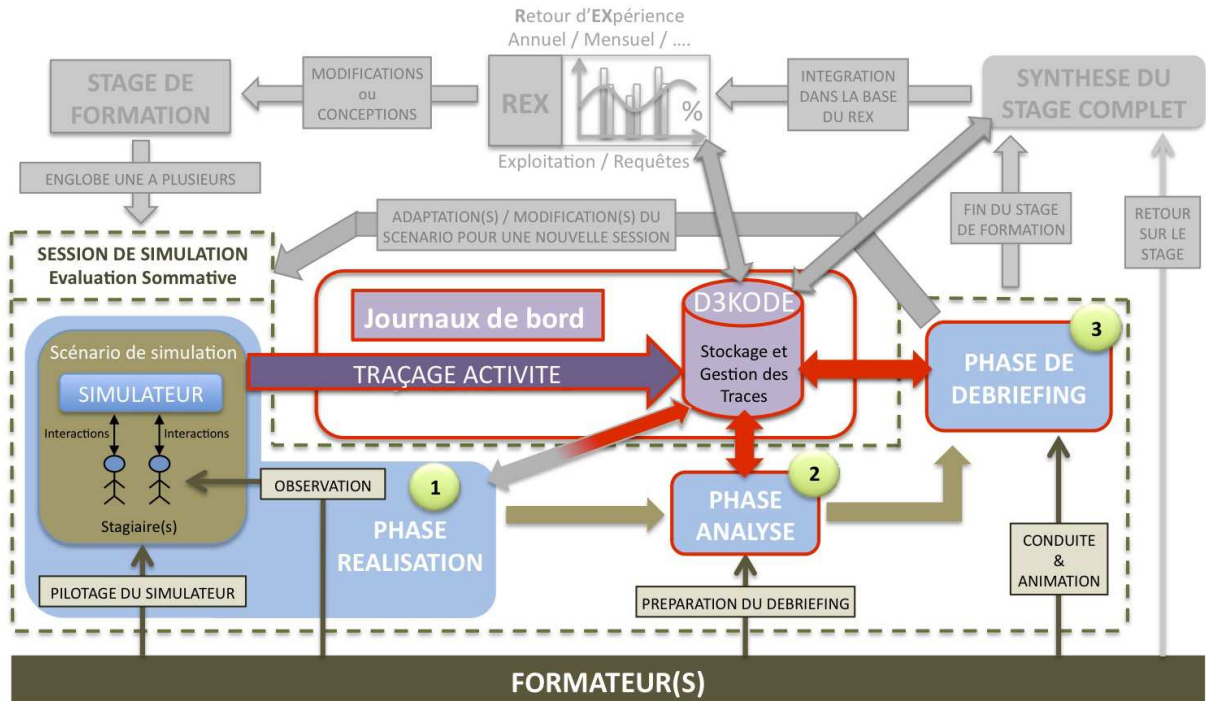 Retour d'EXpérience
Annuel / Mensuel / ....
STAGE DE
FORMATION
MODIFICATIONS
ou
CONCEPTIONS
REX
%
INTEGRATION
DANS LA BASE
DU REX
SYNTHESE DU
STAGE COMPLET
Exploitation / Requêtes
ENGLOBE UNE A PLUSIEURS
ADAPTATION(S) / MODIFICATION(S) DU
SCENARIO POUR UNE NOUVELLE SESSION
FIN DU STAGE
DE FORMATION
RETOUR
SUR LE
STAGE
SESSION DE SIMULATION
Evaluation Sommative
Journaux de bord
D3KODE
Stockage et
Gestion des
Traces
TRAÇAGE ACTIVITE
Scénario de simulation
SIMULATEUR
Interactions
Interactions
Stagiaire(s)
OBSERVATION
1
PHASE
REALISATION
2
PHASE
ANALYSE
3
PHASE DE
DEBRIEFING
PILOTAGE DU SIMULATEUR
PREPARATION DU DEBRIEFING
CONDUITE
&
ANIMATION
FORMATEUR(S)